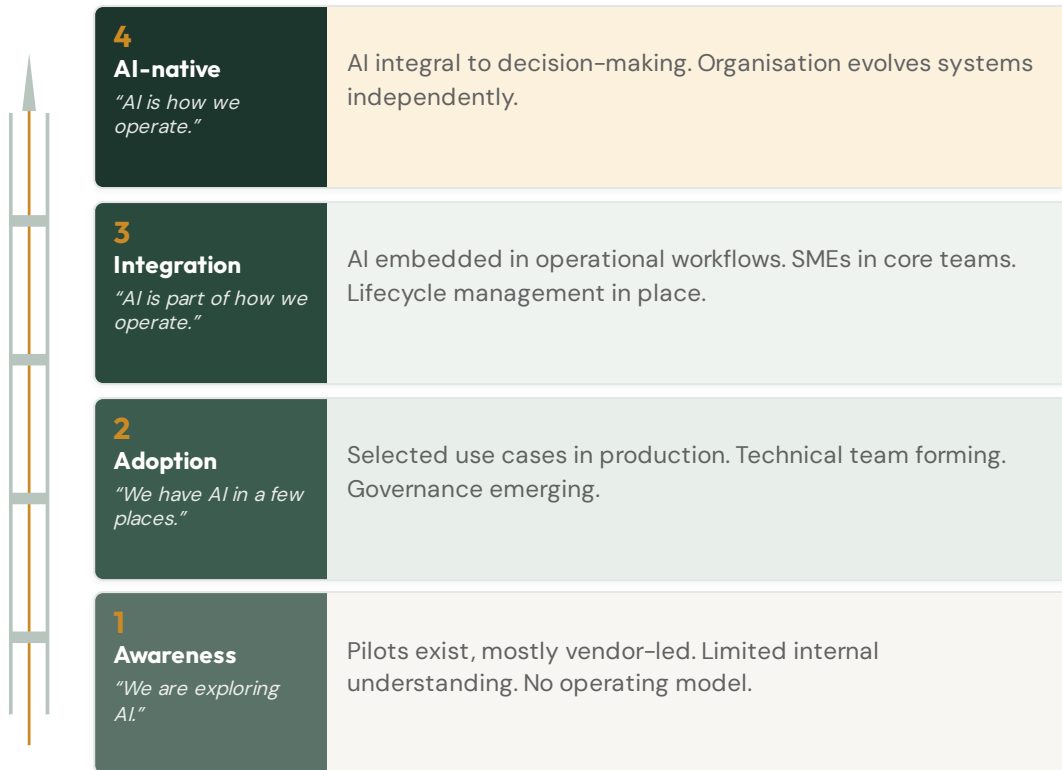 4
AI-native
“AI is how we
operate.”
AI integral to decision-making. Organisation evolves systems
independently.
3
Integration
“AI is part of how we
operate.”
AI embedded in operational workflows. SMEs in core teams.
Lifecycle management in place.
2
Adoption
“We have AI in a few
places.”
Selected use cases in production. Technical team forming.
Governance emerging.
1
Awareness
“We are exploring
AI.”
Pilots exist, mostly vendor-led. Limited internal
understanding. No operating model.